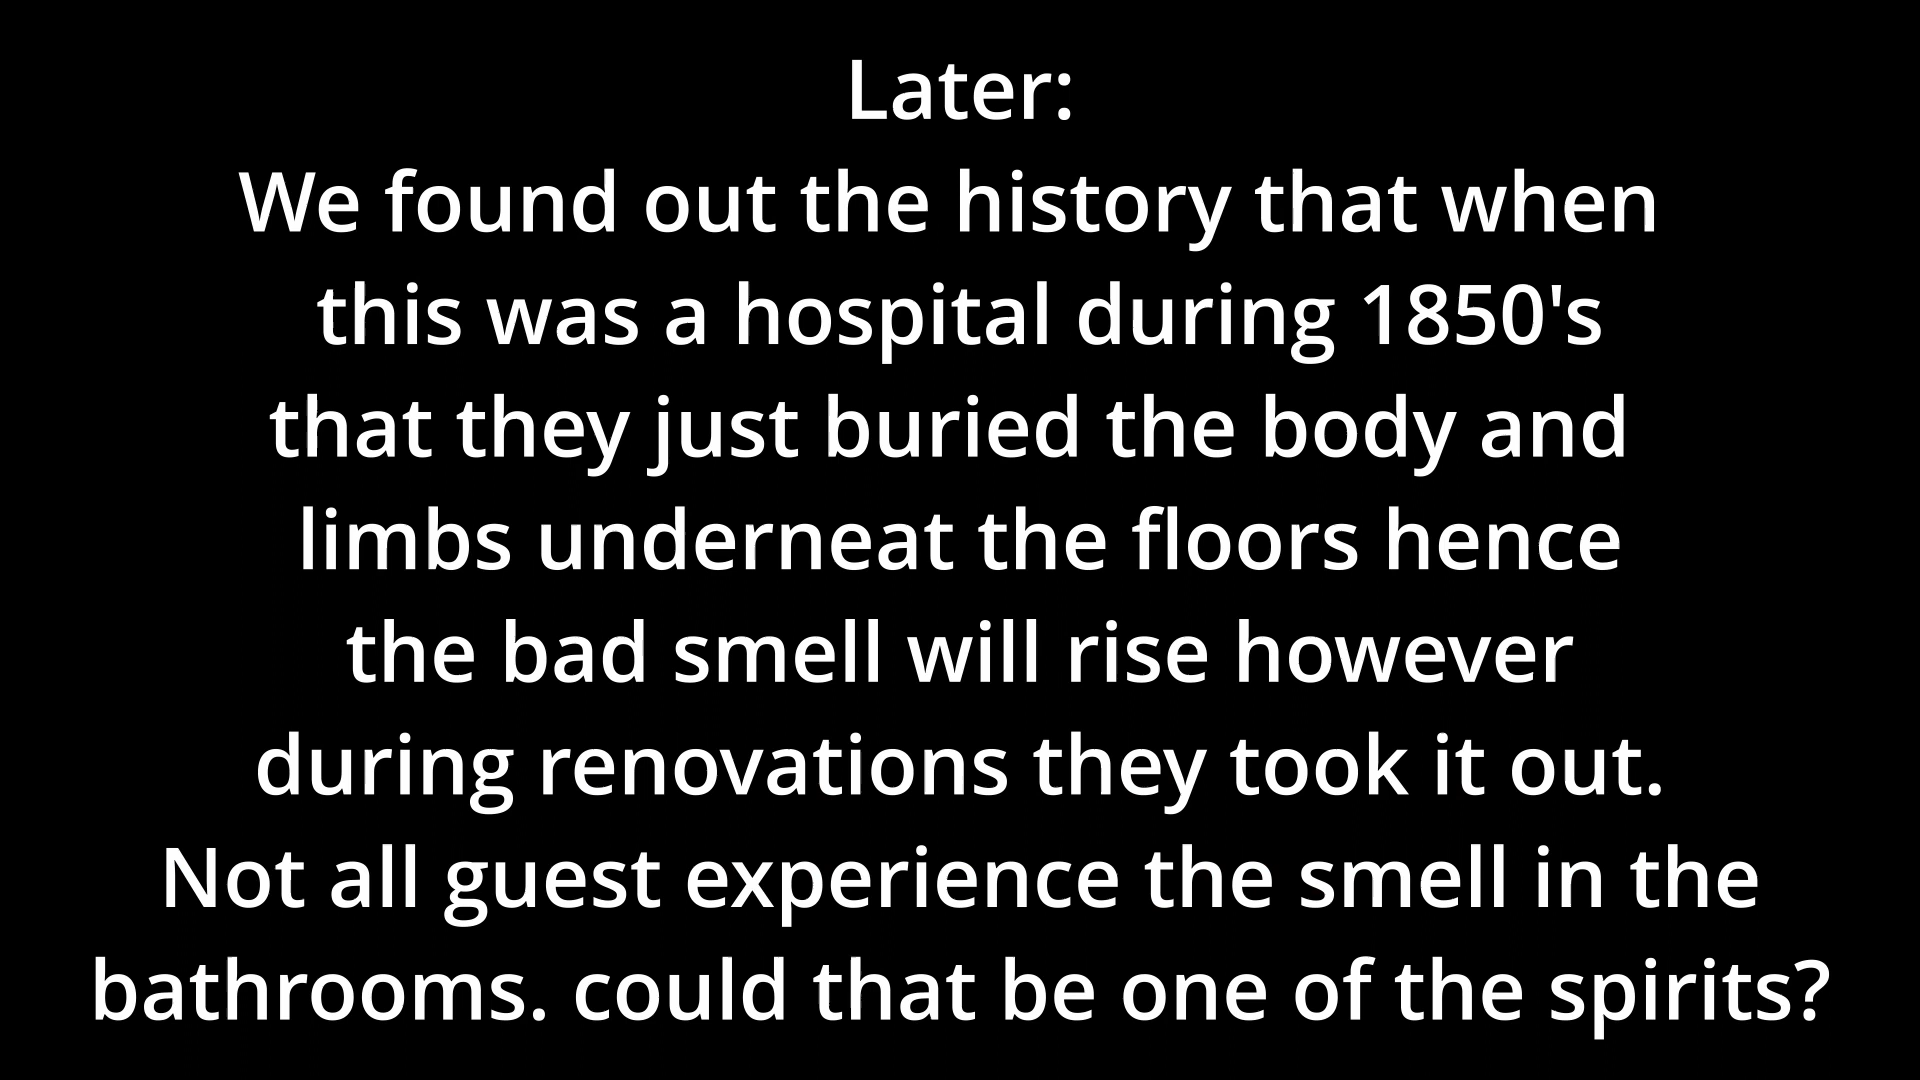 Later:
We found out the history that when
this was a hospital during 1850's
that they just buried the body and
limbs underneat the floors hence
the bad smell will rise however
during renovations they took it out.
Not all guest experience the smell in the
bathrooms. could that be one of the spirits?